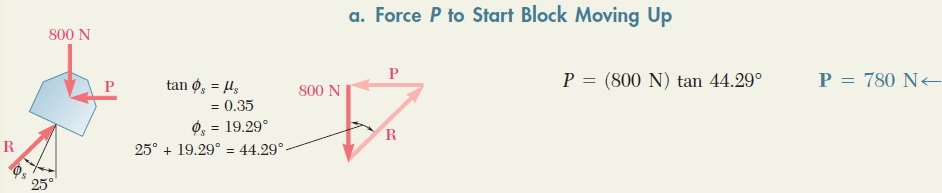 a. Force P to Start Block Moving Up
800 N
P
R
ϕs
25°
tan ϕs = μs
= 0.35
ϕs = 19.29°
25° + 19.29° = 44.29°
800 N
P
R
P = (800 N) tan 44.29°
P = 780 N←